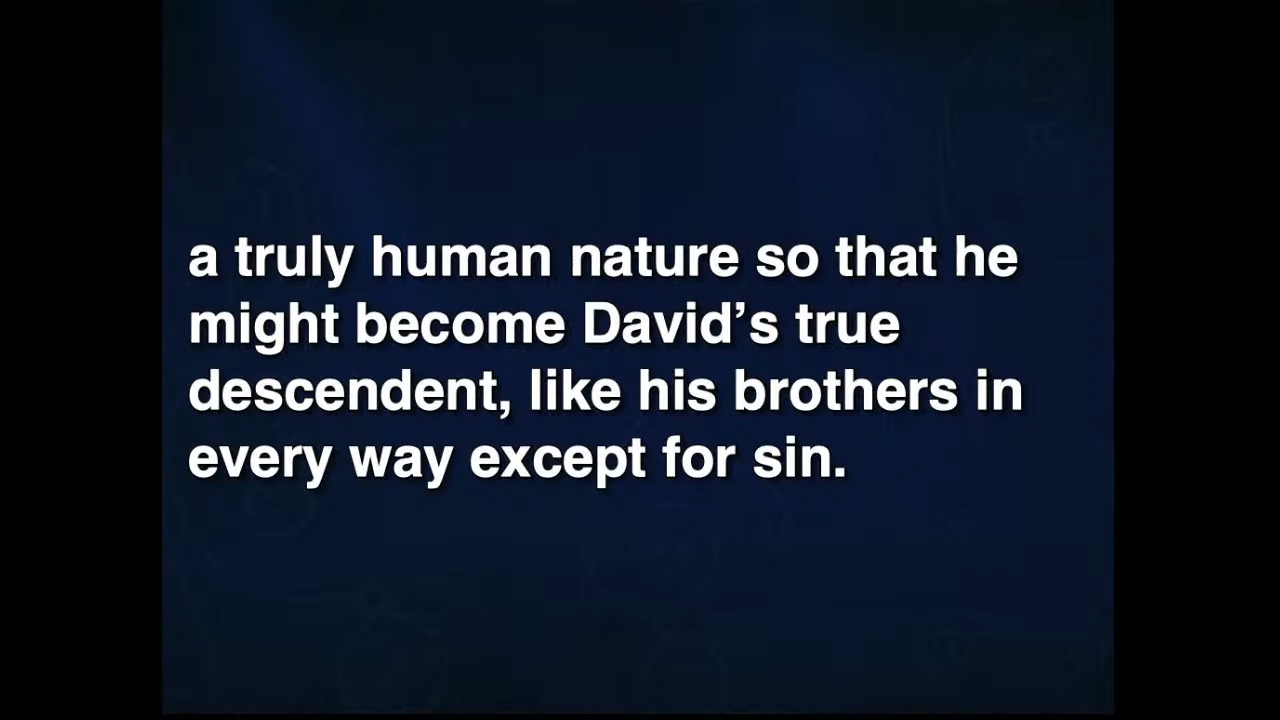 a truly human nature so that he
might become David’s true
descendent, like his brothers in
every way except for sin.